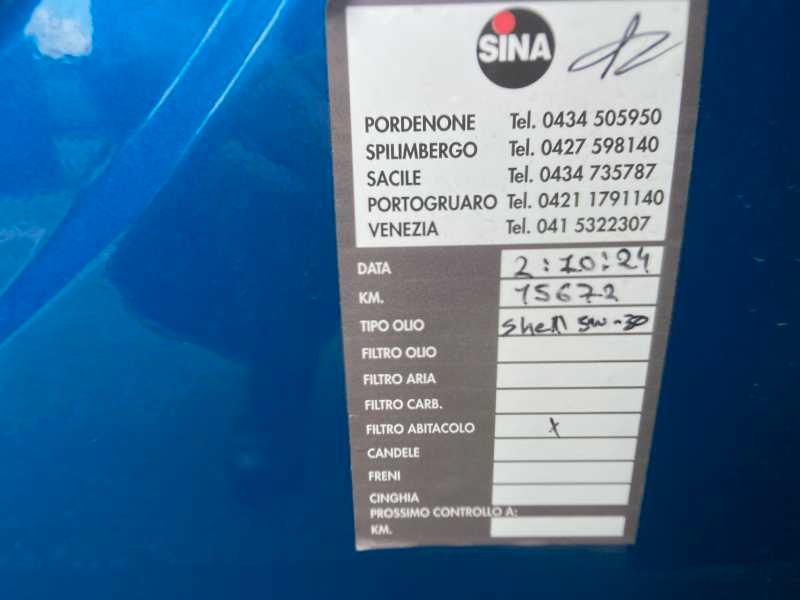 SINA
PORDENONE Tel. 0434 505950
SPILIMBERGO Tel. 0427 598140
SACILE Tel. 0434 735787
PORTOGRUARO Tel. 0421 1791140
VENEZIA Tel. 041 5322307
DATA 2:10:24
KM. 15672
TIPO OLIO Shell 5W-30
FILTRO OLIO
FILTRO ARIA
FILTRO CARB.
FILTRO ABITACOLO x
CANDELE
FRENI
CINGHIA
PROSSIMO CONTROLLO A:
KM.